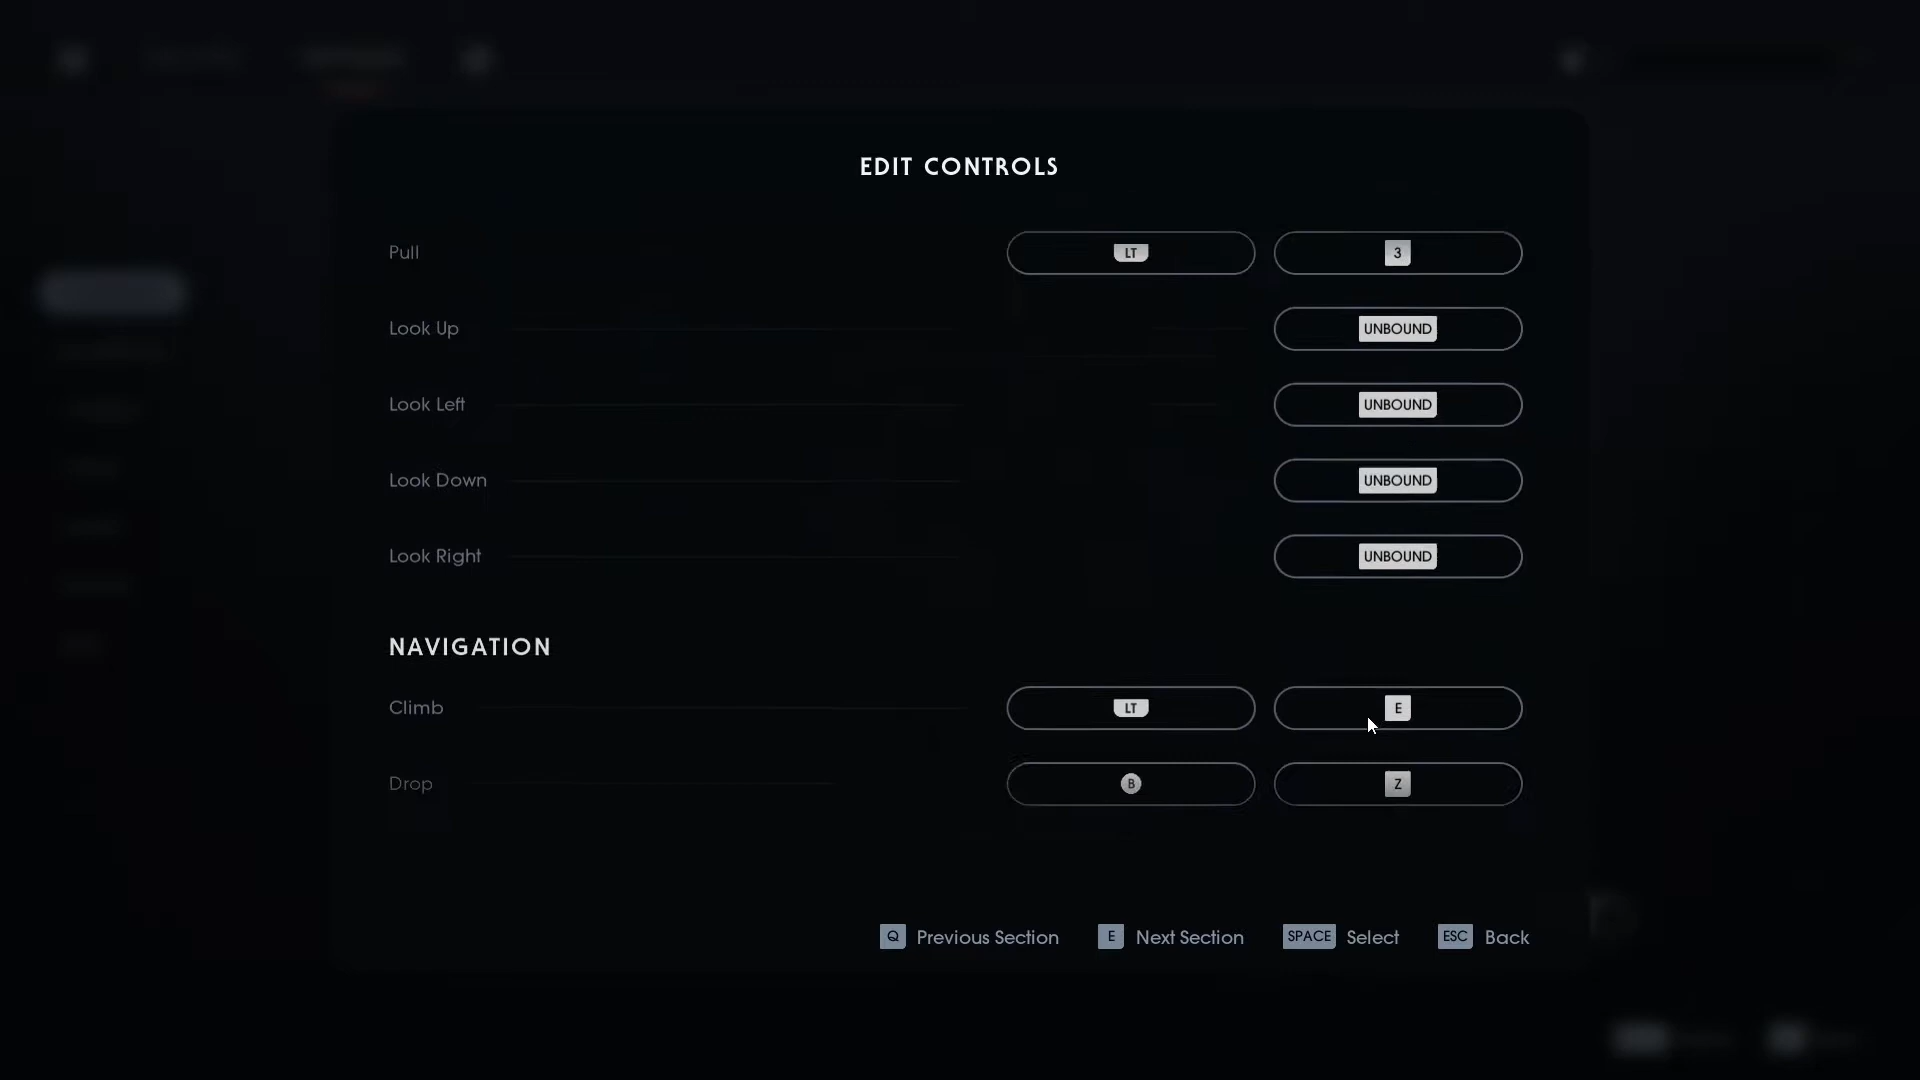 EDIT CONTROLS
Pull LT 3
Look Up UNBOUND
Look Left UNBOUND
Look Down UNBOUND
Look Right UNBOUND
NAVIGATION
Climb LT E
Drop B Z
Q Previous Section E Next Section SPACE Select ESC Back